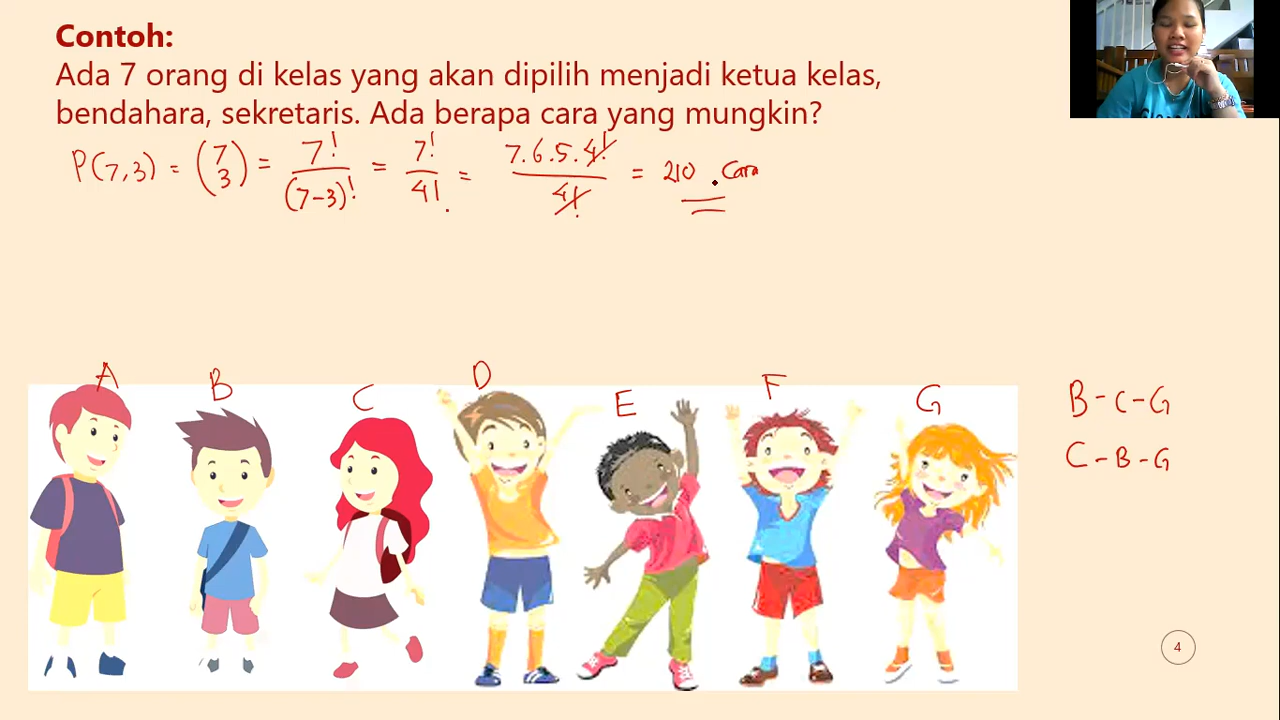 Contoh:
Ada 7 orang di kelas yang akan dipilih menjadi ketua kelas,
bendahara, sekretaris. Ada berapa cara yang mungkin?
P(7,3) = (7 3) = 7!/(7-3)! = 7!/4! = 7.6.5.4!/4! = 210 cara
A B C D E F G
B-C-G
C-B-G
4